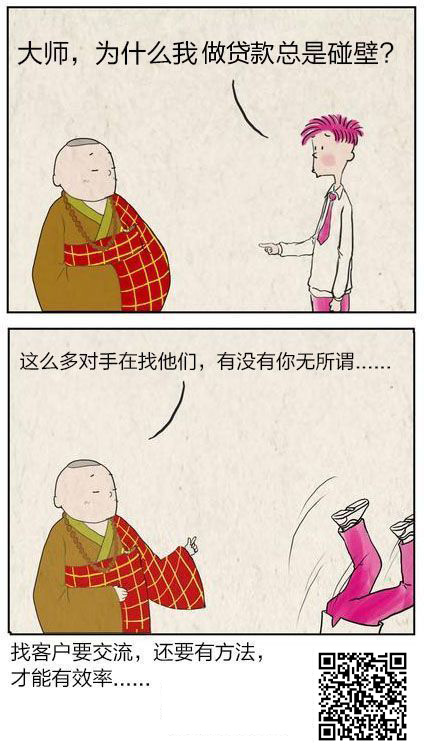 大师，为什么我做贷款总是碰壁？
这么多对手在找他们，有没有你无所谓……
找客户要交流，还要有方法，
才能有效率……